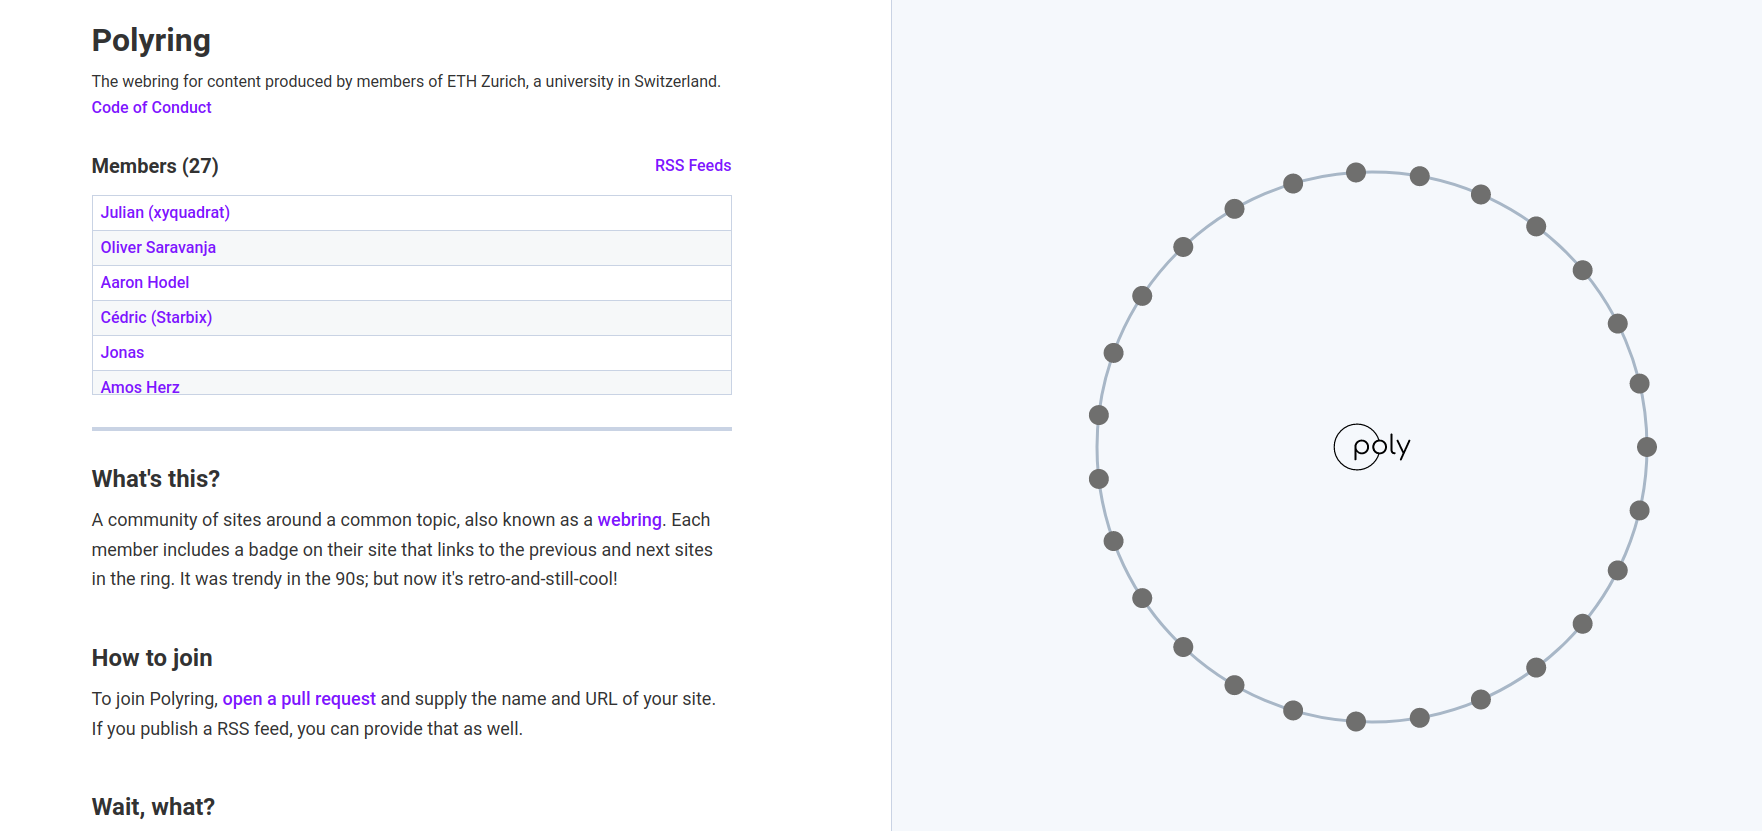 Polyring
The webring for content produced by members of ETH Zurich, a university in Switzerland.
Code of Conduct
Members (27)
RSS Feeds
Julian (xyquadrat)
Oliver Saravanja
Aaron Hodel
Cédric (Starbix)
Jonas
Amos Herz
What's this?
A community of sites around a common topic, also known as a webring. Each
member includes a badge on their site that links to the previous and next sites
in the ring. It was trendy in the 90s; but now it's retro-and-still-cool!
How to join
To join Polyring, open a pull request and supply the name and URL of your site.
If you publish a RSS feed, you can provide that as well.
Wait, what?
poly